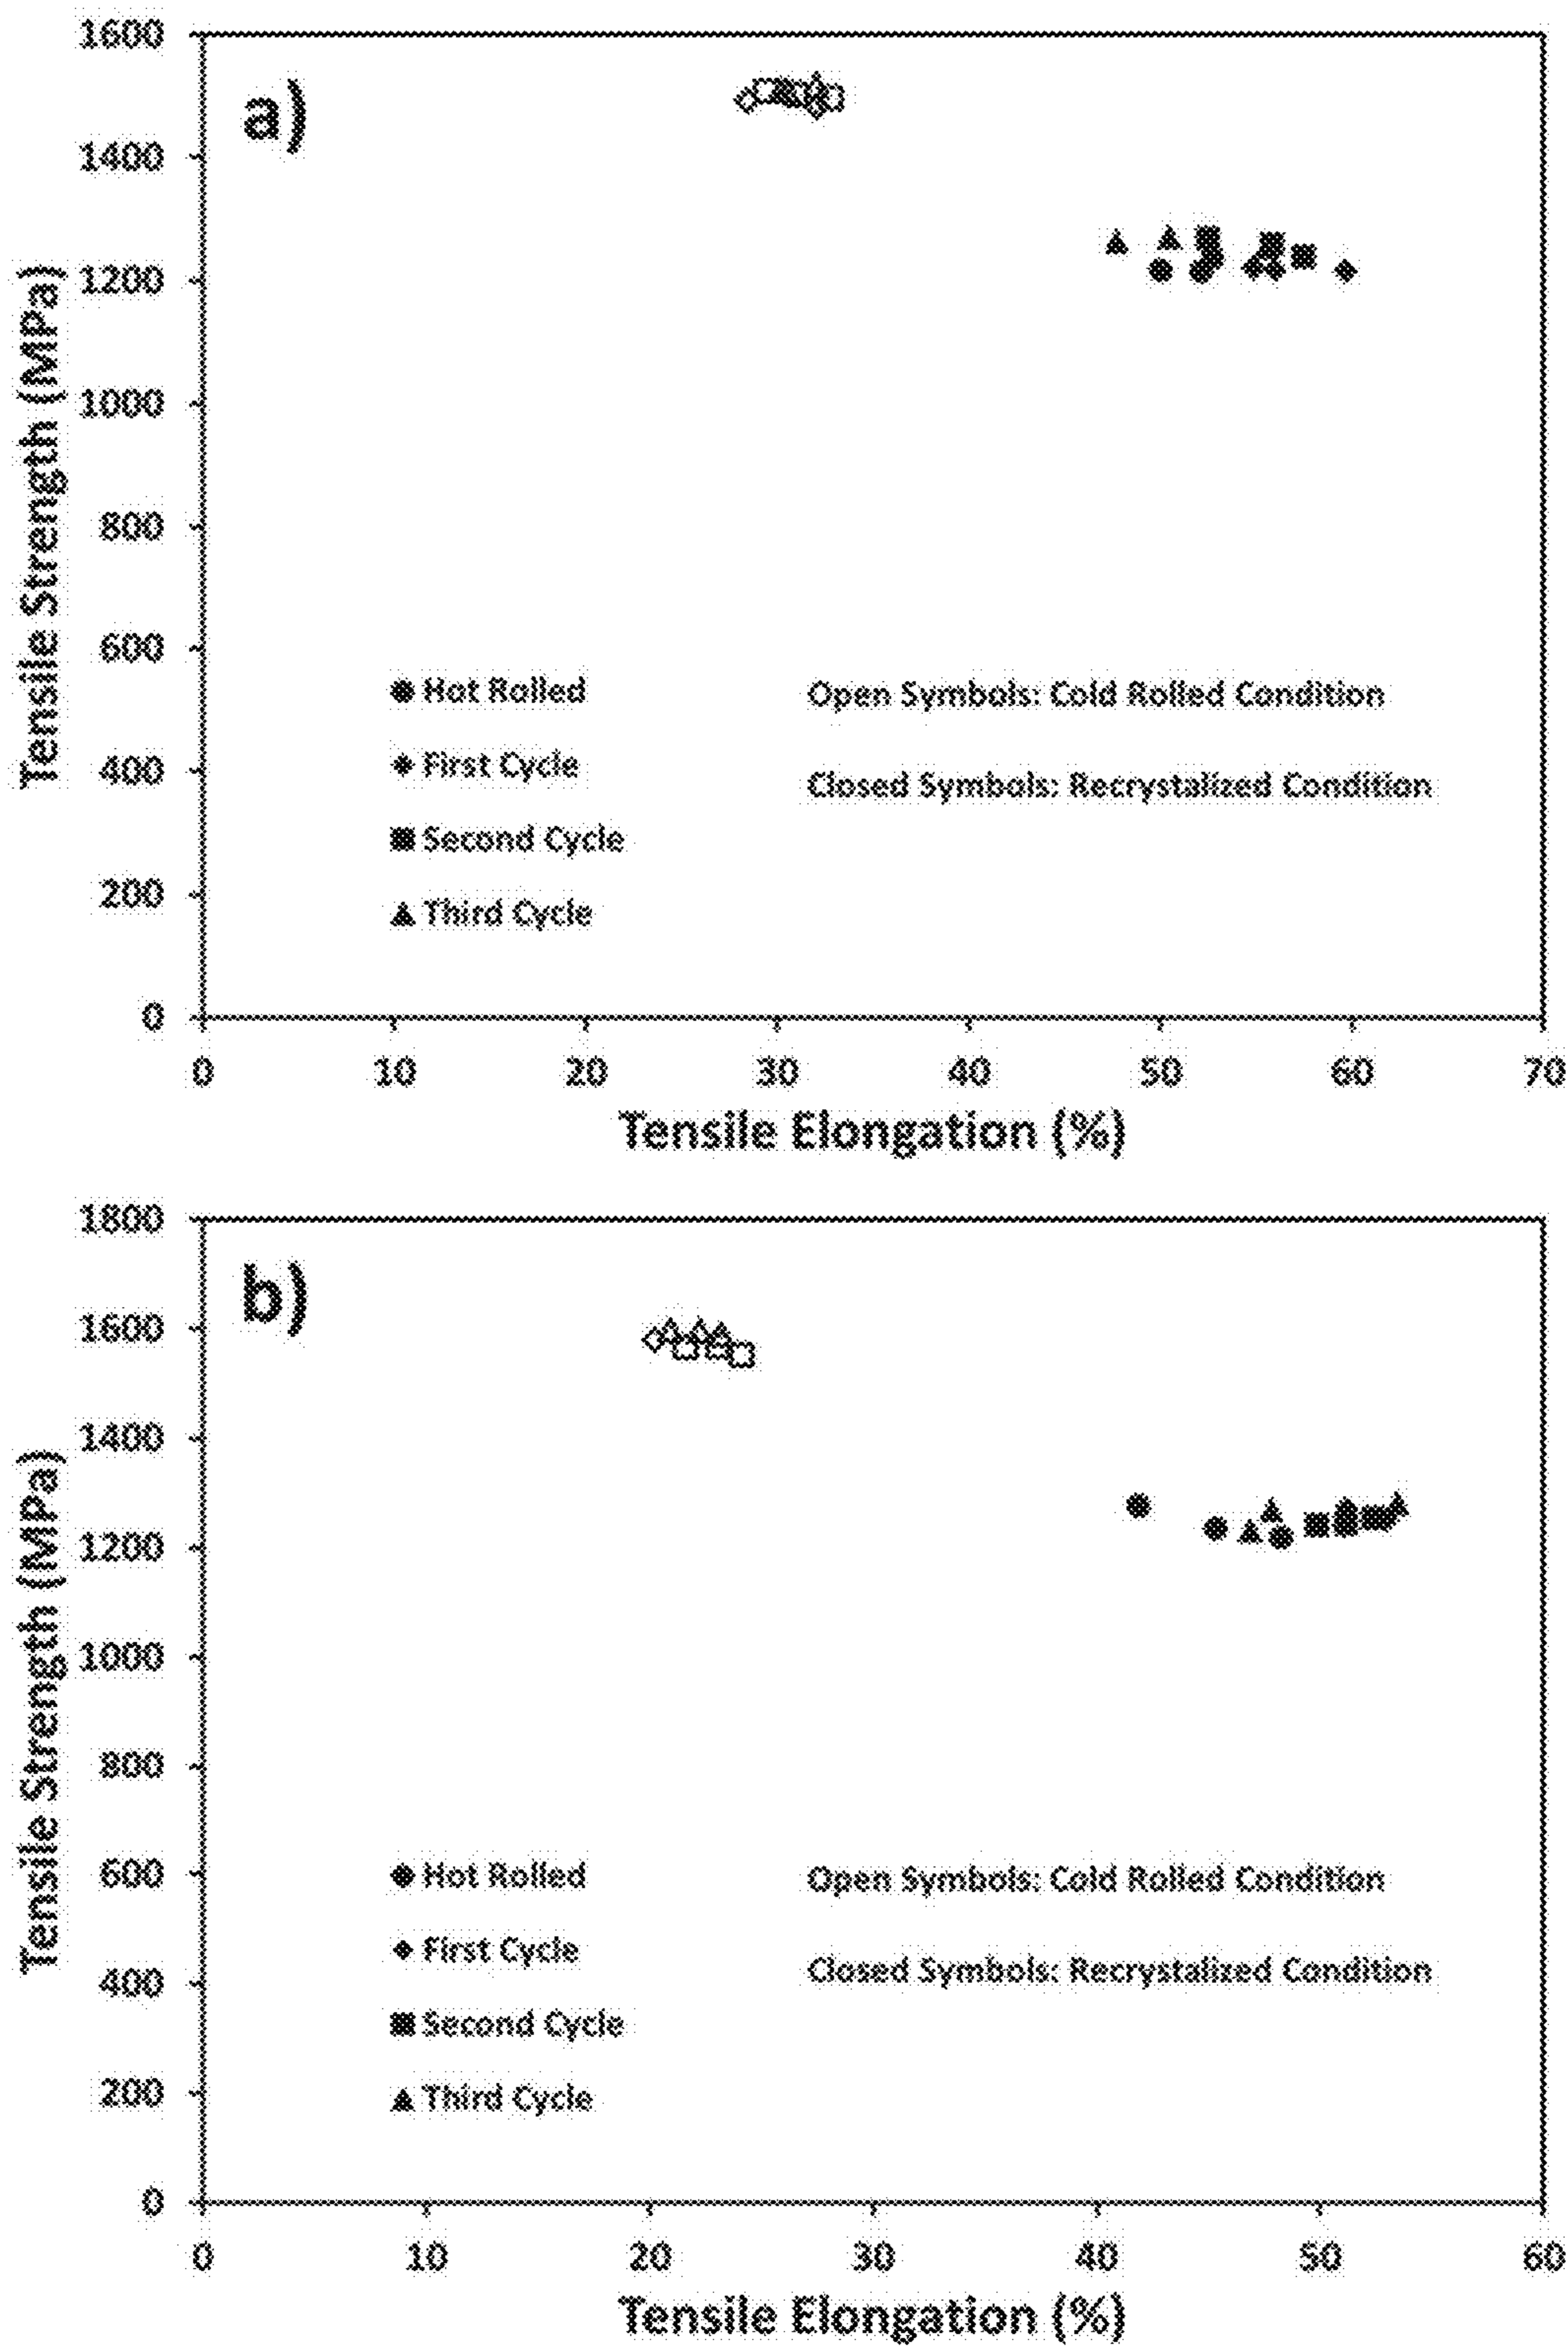 a)
Tensile Strength (MPa)
1600
1400
1200
1000
800
600
400
200
0
Hot Rolled
First Cycle
Second Cycle
Third Cycle
Open Symbols: Cold Rolled Condition
Closed Symbols: Recrystalized Condition
0 10 20 30 40 50 60 70
Tensile Elongation (%)
b)
Tensile Strength (MPa)
1800
1600
1400
1200
1000
800
600
400
200
0
Hot Rolled
First Cycle
Second Cycle
Third Cycle
Open Symbols: Cold Rolled Condition
Closed Symbols: Recrystalized Condition
0 10 20 30 40 50 60
Tensile Elongation (%)